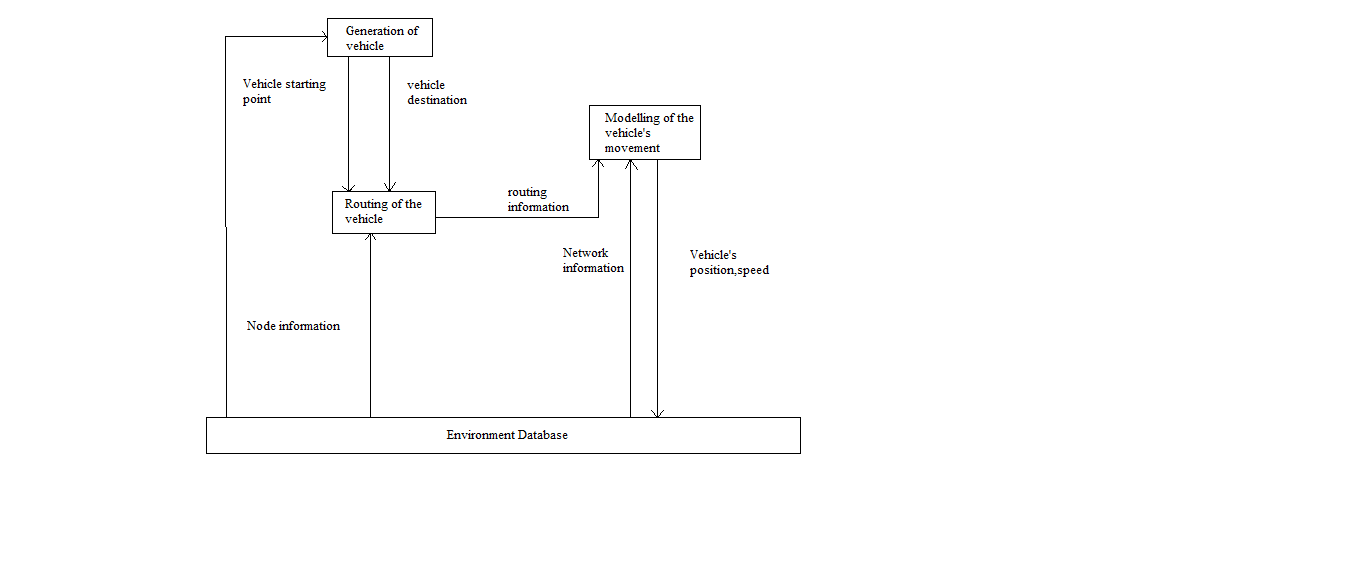 Generation of
vehicle
Vehicle starting
point
vehicle
destination
Modelling of the
vehicle's
movement
Routing of the
vehicle
routing
information
Network
information
Vehicle's
position,speed
Node information
Environment Database